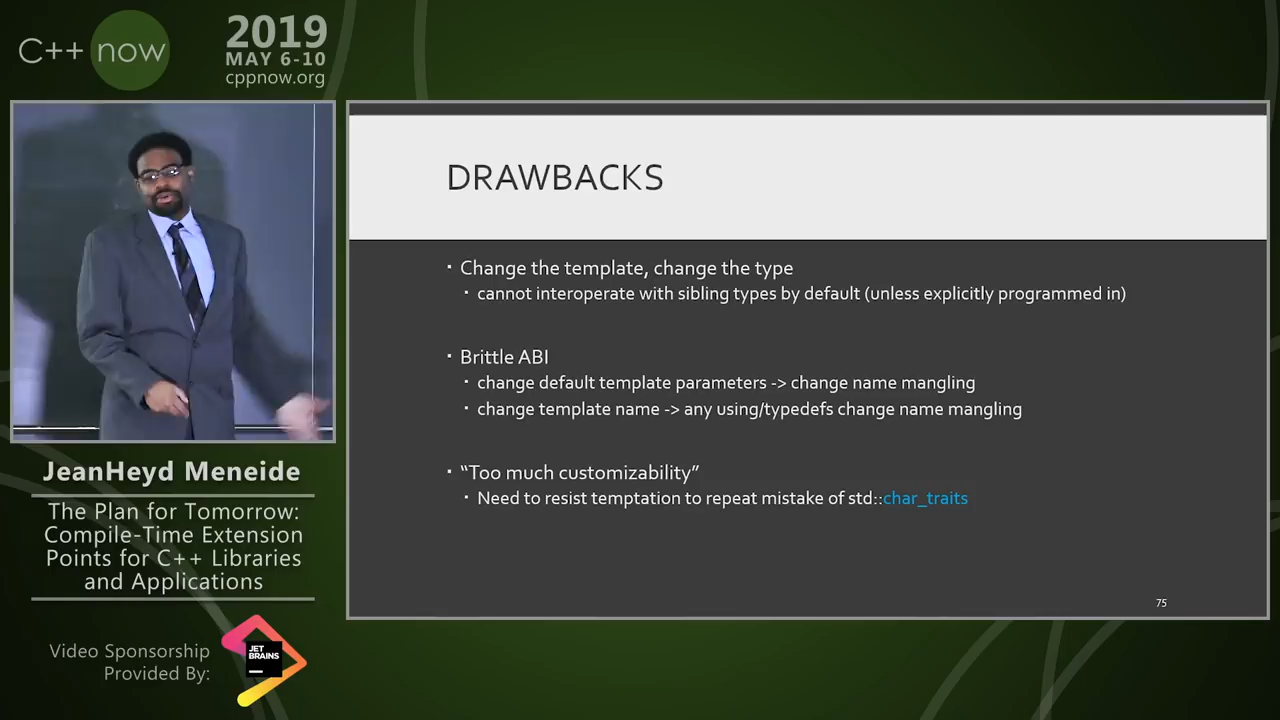 C++ now
2019
MAY 6-10
cppnow.org
DRAWBACKS
▪ Change the template, change the type
▪ cannot interoperate with sibling types by default (unless explicitly programmed in)
▪ Brittle ABI
▪ change default template parameters -> change name mangling
▪ change template name -> any using/typedefs change name mangling
▪ “Too much customizability”
▪ Need to resist temptation to repeat mistake of std::char_traits
75
JeanHeyd Meneide
The Plan for Tomorrow:
Compile-Time Extension
Points for C++ Libraries
and Applications
Video Sponsorship
Provided By:
JET
BRAINS